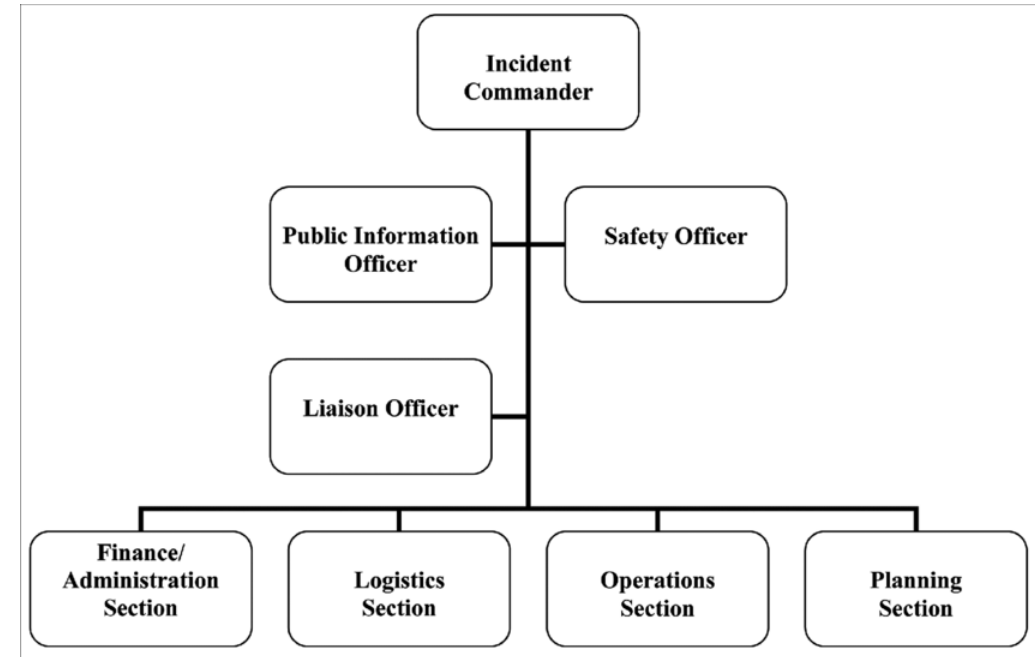 Incident
Commander
Public Information
Officer
Safety Officer
Liaison Officer
Finance/
Administration
Section
Logistics
Section
Operations
Section
Planning
Section